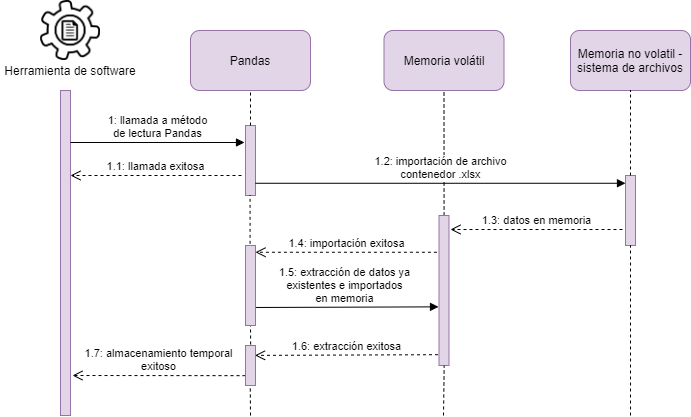 Herramienta de software
Pandas
Memoria volátil
Memoria no volatil -
sistema de archivos
1: llamada a método
de lectura Pandas
1.1: llamada exitosa
1.2: importación de archivo
contenedor .xlsx
1.3: datos en memoria
1.4: importación exitosa
1.5: extracción de datos ya
existentes e importados
en memoria
1.6: extracción exitosa
1.7: almacenamiento temporal
exitoso